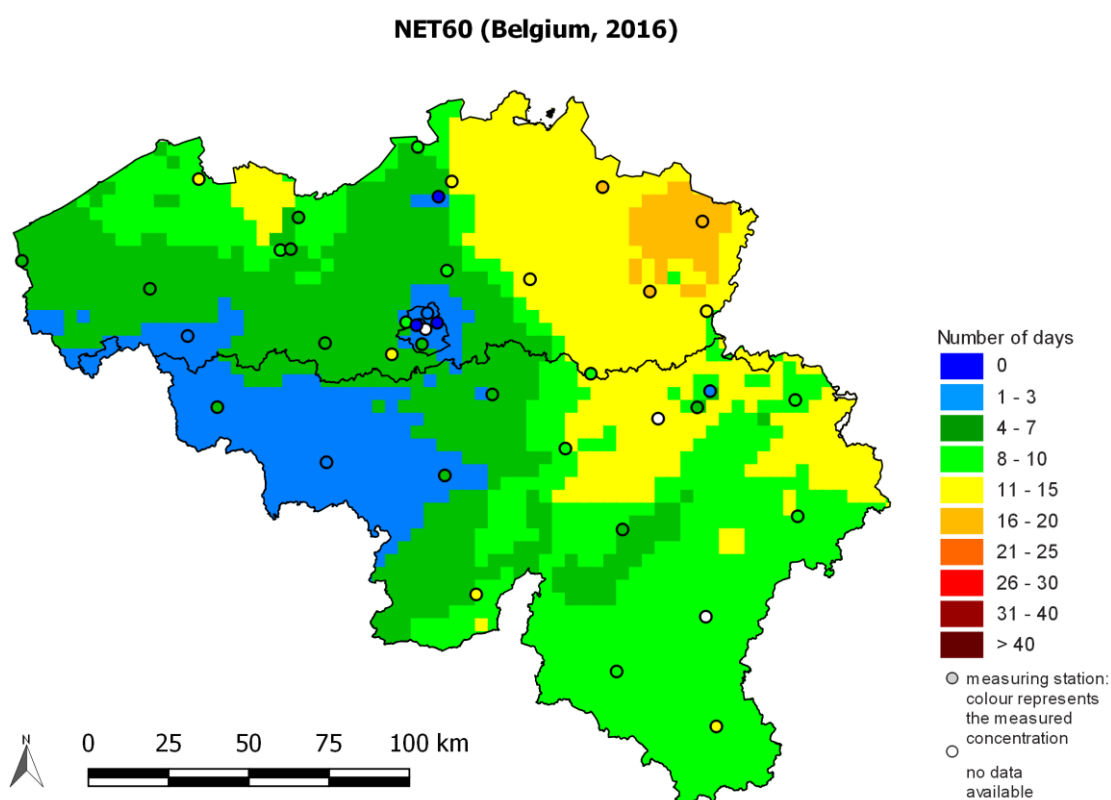 NET60 (Belgium, 2016)
Number of days
0
1 - 3
4 - 7
8 - 10
11 - 15
16 - 20
21 - 25
26 - 30
31 - 40
> 40
measuring station:
colour represents
the measured
concentration
no data
available
N
0 25 50 75 100 km